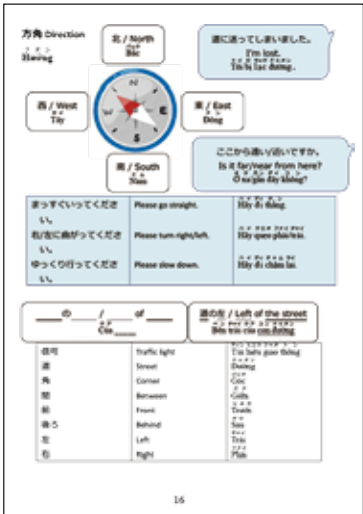 方角 Direction
Hướng
北 / North
Bắc
道に迷ってしまいました。
I'm lost.
Tôi bị lạc đường.
西 / West
Tây
東 / East
Đông
N
W
E
S
南 / South
Nam
ここから遠い/近いですか。
Is it far/near from here?
Ở xa/gần đây không?
まっすぐいってください。 Please go straight. Hãy đi thẳng.
右/左に曲がってください。 Please turn right/left. Hãy quẹo phải/trái.
ゆっくり行ってください。 Please slow down. Hãy đi chậm lại.
の / of
Của
道の左 / Left of the street
Bên trái của con đường
信号 Traffic light Tín hiệu giao thông
道 Street Đường
角 Corner Góc
間 Between Giữa
前 Front Trước
後ろ Behind Sau
左 Left Trái
右 Right Phải
16